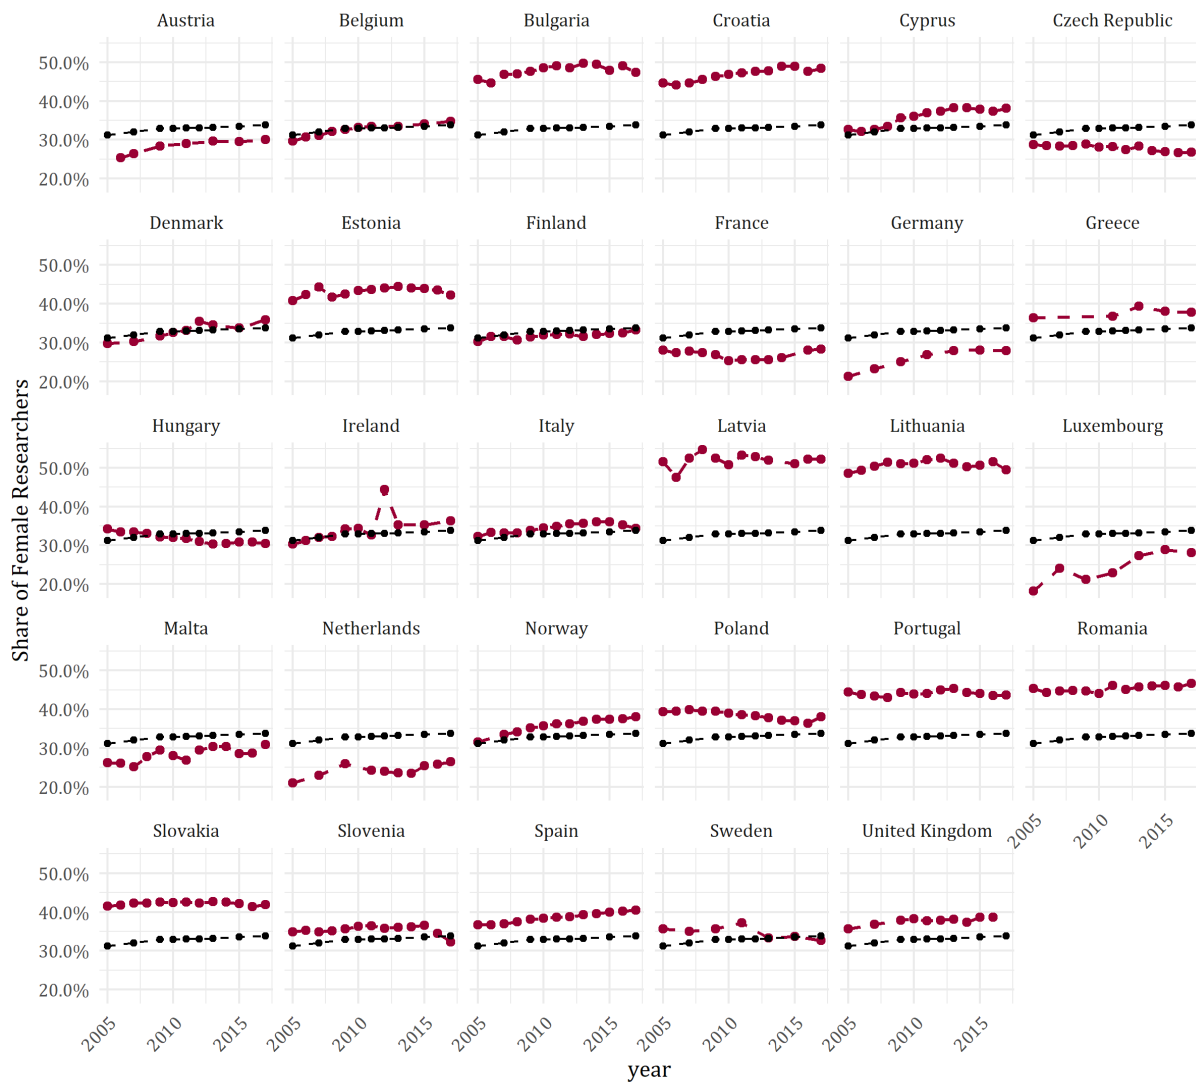 Austria Belgium Bulgaria Croatia Cyprus Czech Republic
50.0%
40.0%
30.0%
20.0%
Denmark Estonia Finland France Germany Greece
50.0%
40.0%
30.0%
20.0%
Hungary Ireland Italy Latvia Lithuania Luxembourg
50.0%
40.0%
30.0%
20.0%
Share of Female Researchers
Malta Netherlands Norway Poland Portugal Romania
50.0%
40.0%
30.0%
20.0%
2005 2010 2015
Slovakia Slovenia Spain Sweden United Kingdom
50.0%
40.0%
30.0%
20.0%
2005 2010 2015 2005 2010 2015 2005 2010 2015 2005 2010 2015 2005 2010 2015
year